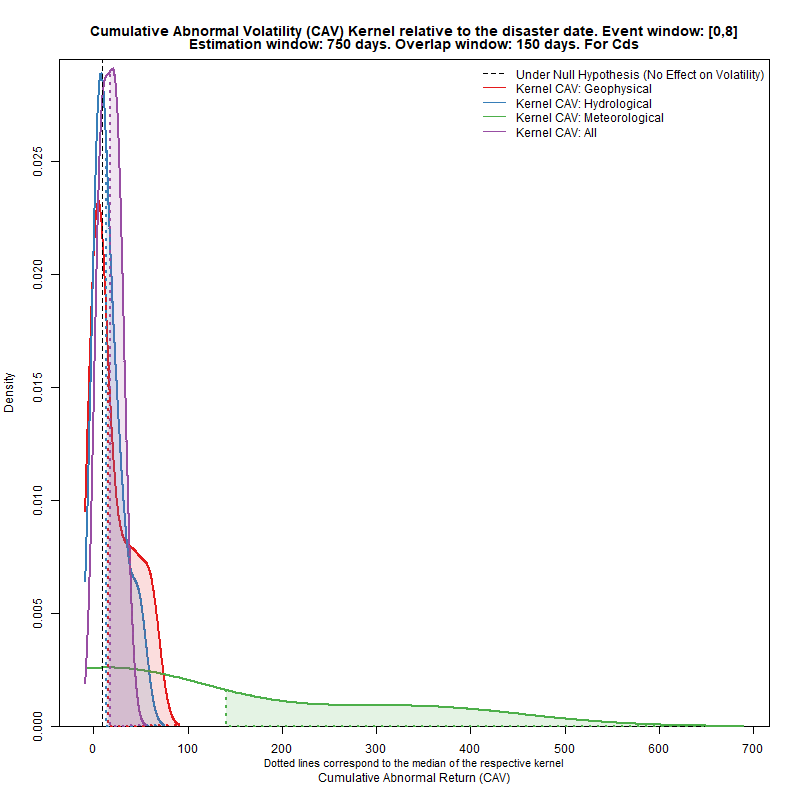 Cumulative Abnormal Volatility (CAV) Kernel relative to the disaster date. Event window: [0,8]
Estimation window: 750 days. Overlap window: 150 days. For Cds
Under Null Hypothesis (No Effect on Volatility)
Kernel CAV: Geophysical
Kernel CAV: Hydrological
Kernel CAV: Meteorological
Kernel CAV: All
Density
0.025
0.020
0.015
0.010
0.005
0.000
0 100 200 300 400 500 600 700
Dotted lines correspond to the median of the respective kernel
Cumulative Abnormal Return (CAV)